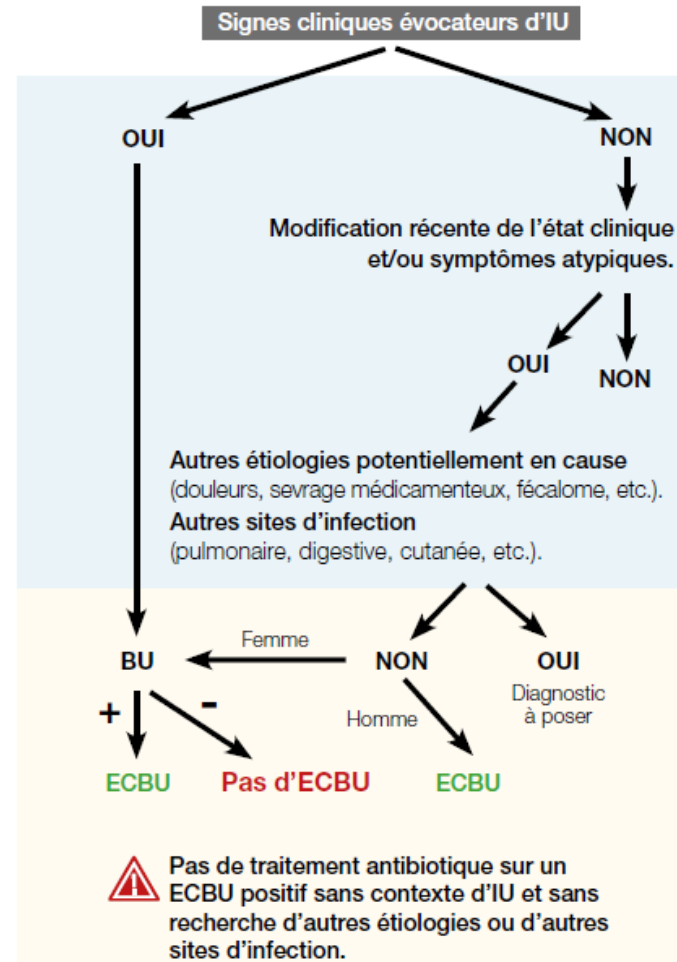 Signes cliniques évocateurs d'IU
OUI
NON
Modification récente de l'état clinique
et/ou symptômes atypiques.
OUI
NON
Autres étiologies potentiellement en cause
(douleurs, sevrage médicamenteux, fécalome, etc.).
Autres sites d'infection
(pulmonaire, digestive, cutanée, etc.).
BU
Femme
NON
OUI
Diagnostic
à poser
+
-
Homme
ECBU
Pas d'ECBU
ECBU
Pas de traitement antibiotique sur un
ECBU positif sans contexte d'IU et sans
recherche d'autres étiologies ou d'autres
sites d'infection.